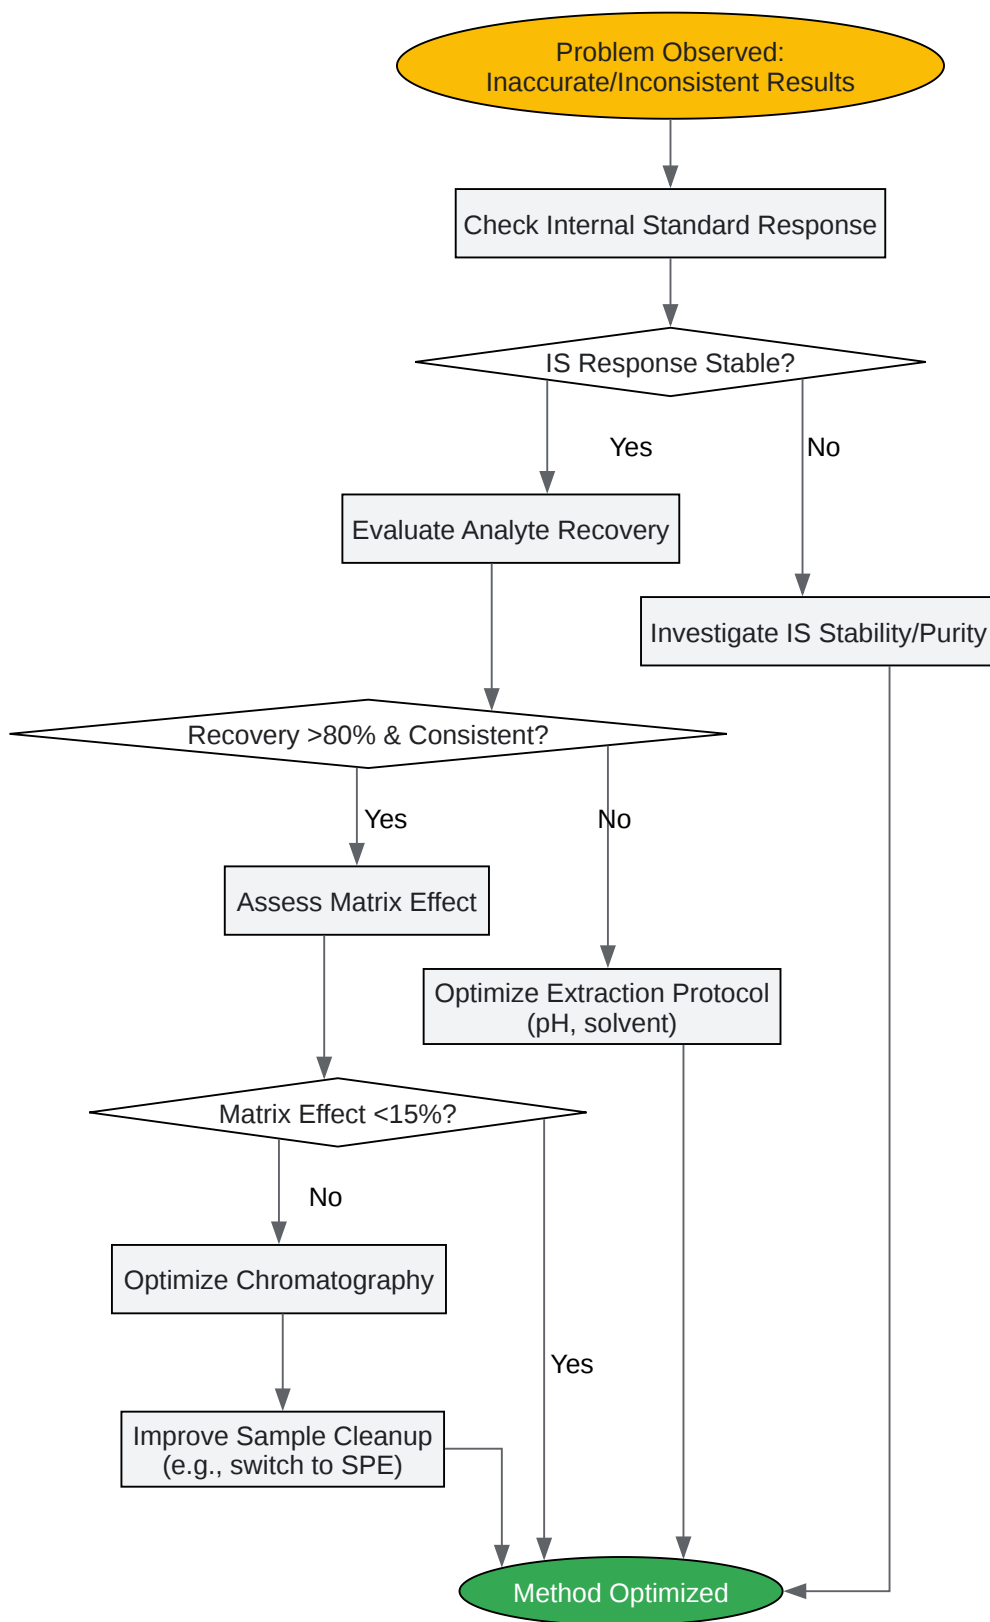 Problem Observed:
Inaccurate/Inconsistent Results
Check Internal Standard Response
IS Response Stable?
Yes
No
Evaluate Analyte Recovery
Investigate IS Stability/Purity
Recovery >80% & Consistent?
Yes
No
Assess Matrix Effect
Optimize Extraction Protocol
(pH, solvent)
Matrix Effect <15%?
No
Optimize Chromatography
Yes
Improve Sample Cleanup
(e.g., switch to SPE)
Method Optimized